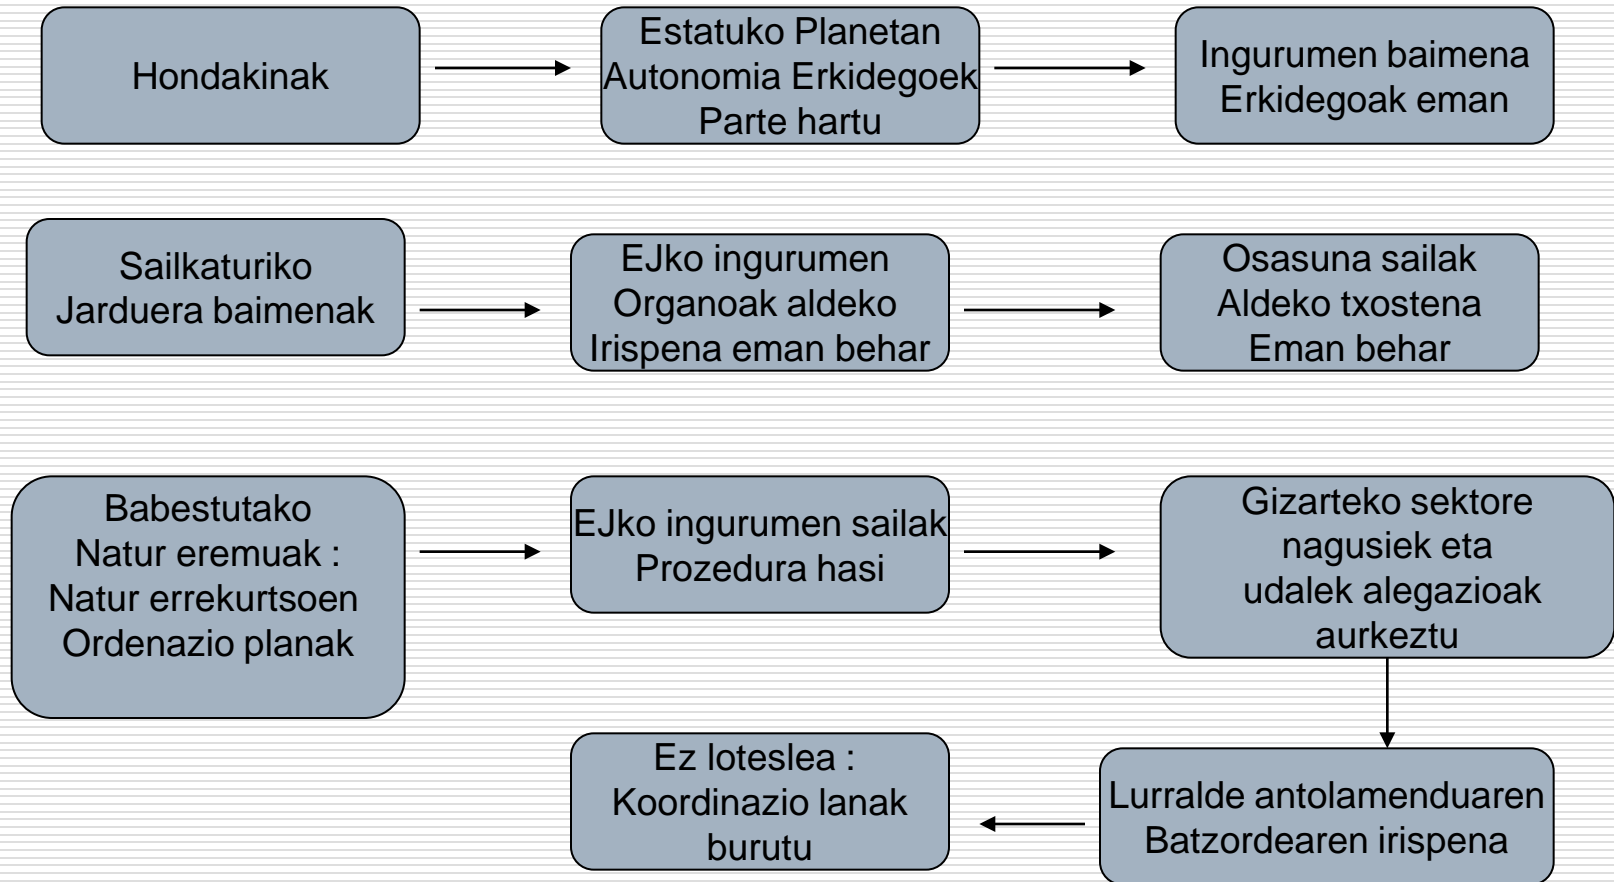 Hondakinak
Estatuko Planetan
Autonomia Erkidegoek
Parte hartu
Ingurumen baimena
Erkidegoak eman
Sailkaturiko
Jarduera baimenak
EJko ingurumen
Organoak aldeko
Irispena eman behar
Osasuna sailak
Aldeko txostena
Eman behar
Babestutako
Natur eremuak :
Natur errekurtsoen
Ordenazio planak
EJko ingurumen sailak
Prozedura hasi
Gizarteko sektore
nagusiek eta
udalek alegazioak
aurkeztu
Lurralde antolamenduaren
Batzordearen irispena
Ez loteslea :
Koordinazio lanak
burutu